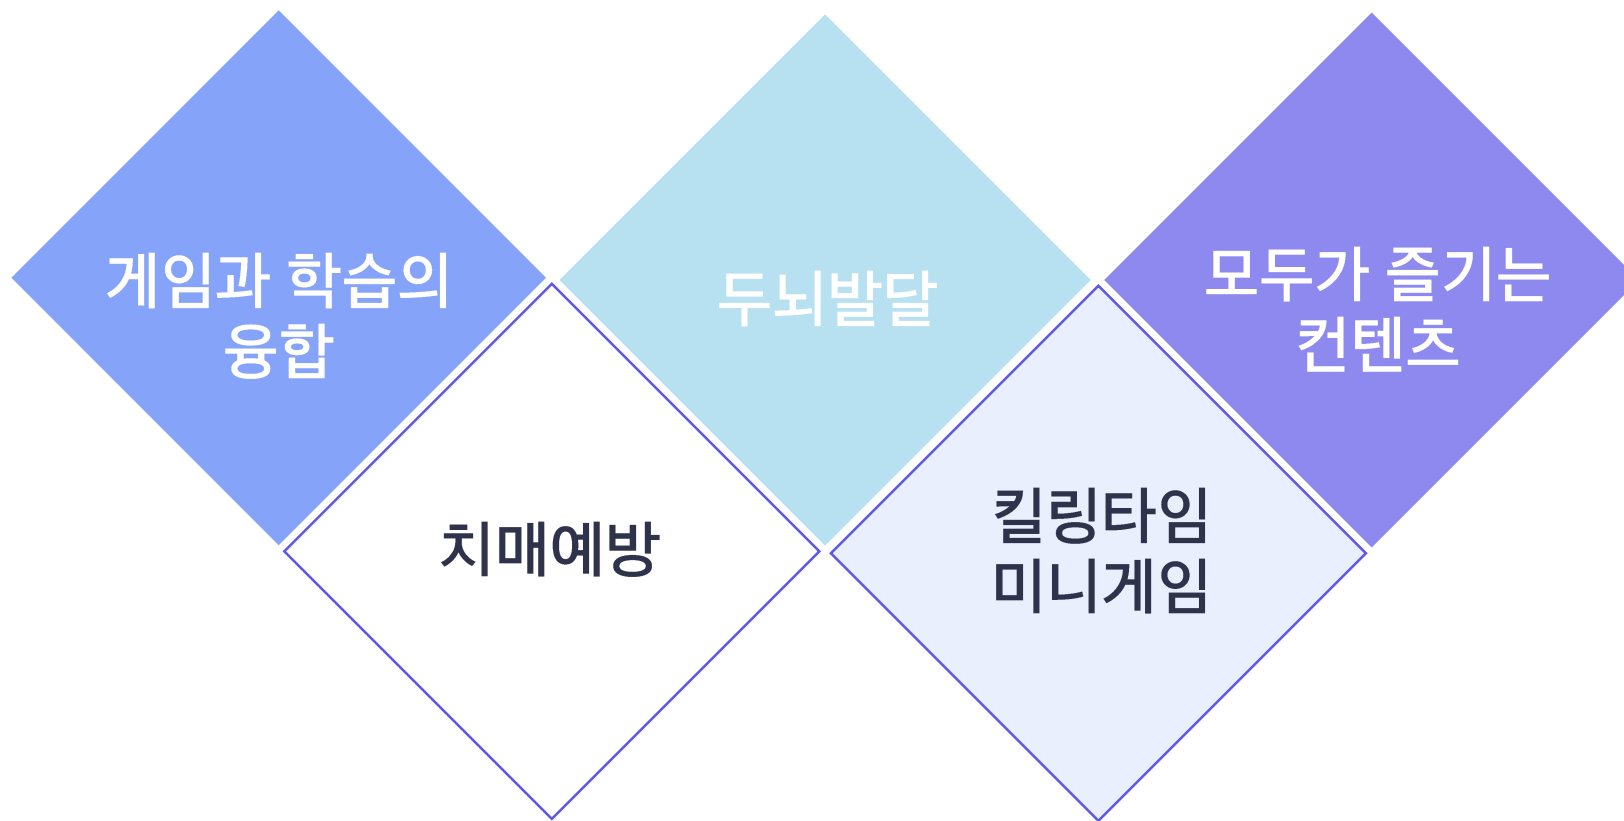 게임과 학습의
융합
두뇌발달
모두가 즐기는
컨텐츠
치매예방
킬링타임
미니게임